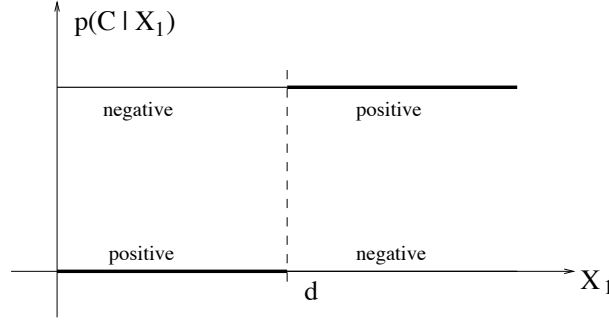 p(C | X₁)
negative positive
positive negative
d
X₁